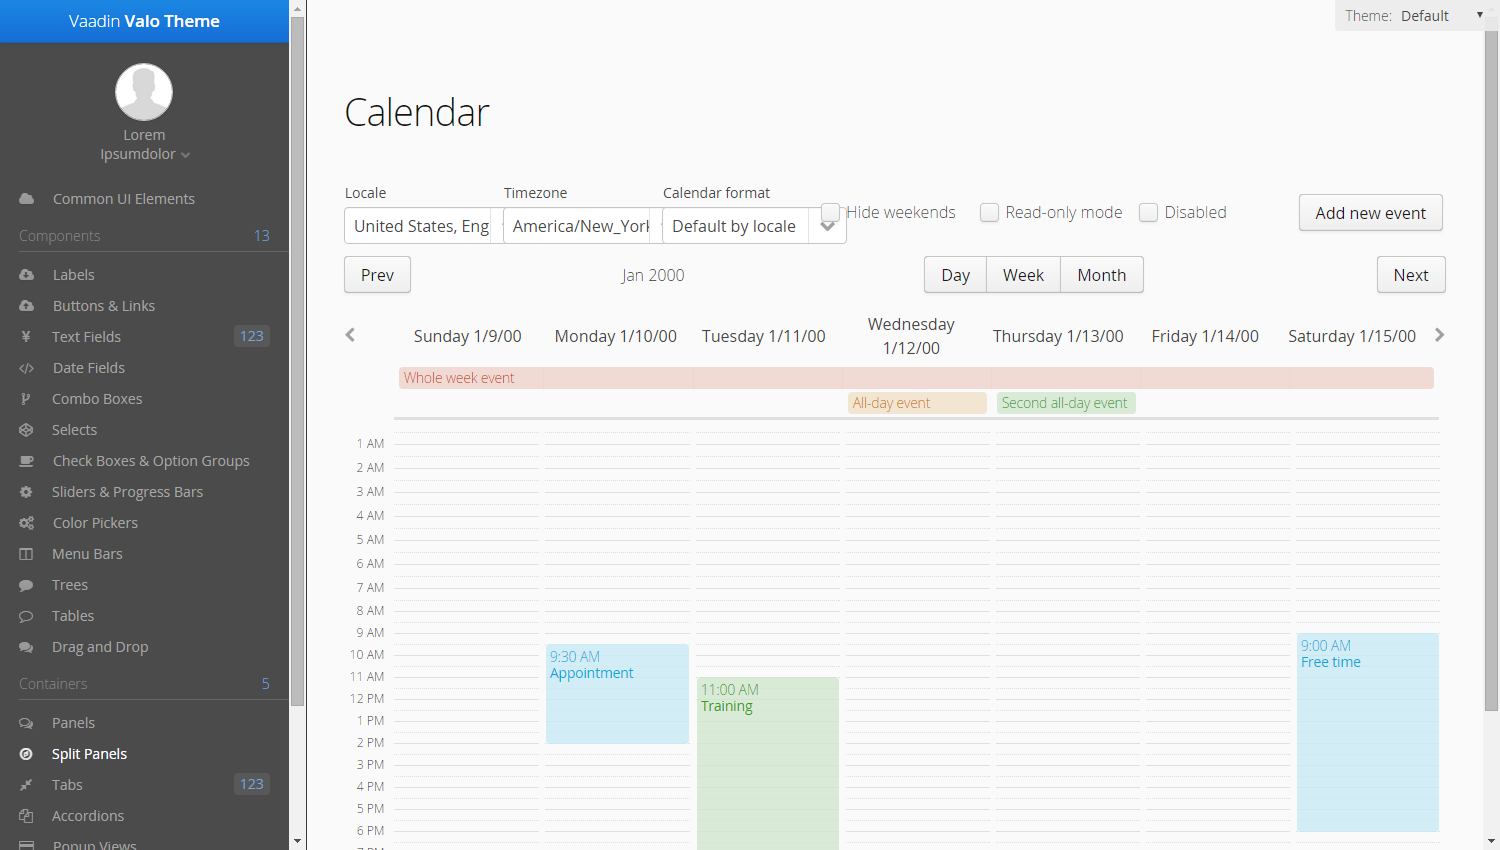 Vaadin Valo Theme
Lorem
Ipsumdolor
Common UI Elements
Components 13
Labels
Buttons & Links
Text Fields 123
Date Fields
Combo Boxes
Selects
Check Boxes & Option Groups
Sliders & Progress Bars
Color Pickers
Menu Bars
Trees
Tables
Drag and Drop
Containers 5
Panels
Split Panels
Tabs 123
Accordions
Popup Views
Theme: Default
Calendar
Locale Timezone Calendar format
United States, Eng America/New_York Default by locale Hide weekends Read-only mode Disabled Add new event
Prev Jan 2000 Day Week Month Next
Sunday 1/9/00 Monday 1/10/00 Tuesday 1/11/00 Wednesday 1/12/00 Thursday 1/13/00 Friday 1/14/00 Saturday 1/15/00
Whole week event
All-day event Second all-day event
1 AM
2 AM
3 AM
4 AM
5 AM
6 AM
7 AM
8 AM
9 AM
10 AM
11 AM
12 PM
1 PM
2 PM
3 PM
4 PM
5 PM
6 PM
9:30 AM
Appointment
11:00 AM
Training
9:00 AM
Free time